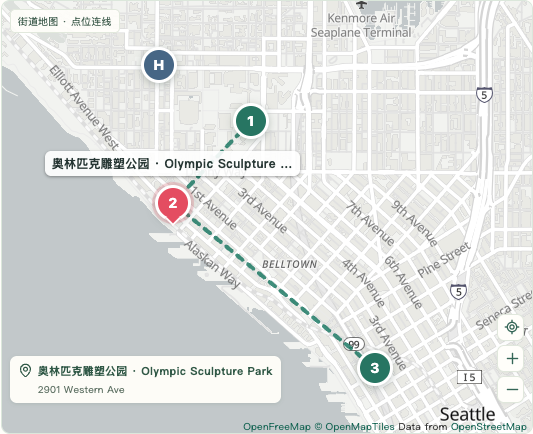 街道地图 · 点位连线
Kenmore Air
Seaplane Terminal
H
Elliott Avenue West
5
1
奥林匹克雕塑公园 · Olympic Sculpture ...
2
1st Avenue
3rd Avenue
7th Avenue
9th Avenue
Alaskan Way
BELLTOWN
4th Avenue
6th Avenue
Pine Street
5
Seneca Stre
99
3rd Avenue
3
奥林匹克雕塑公园 · Olympic Sculpture Park
2901 Western Ave
I 5
Seattle
OpenFreeMap © OpenMapTiles Data from OpenStreetMap